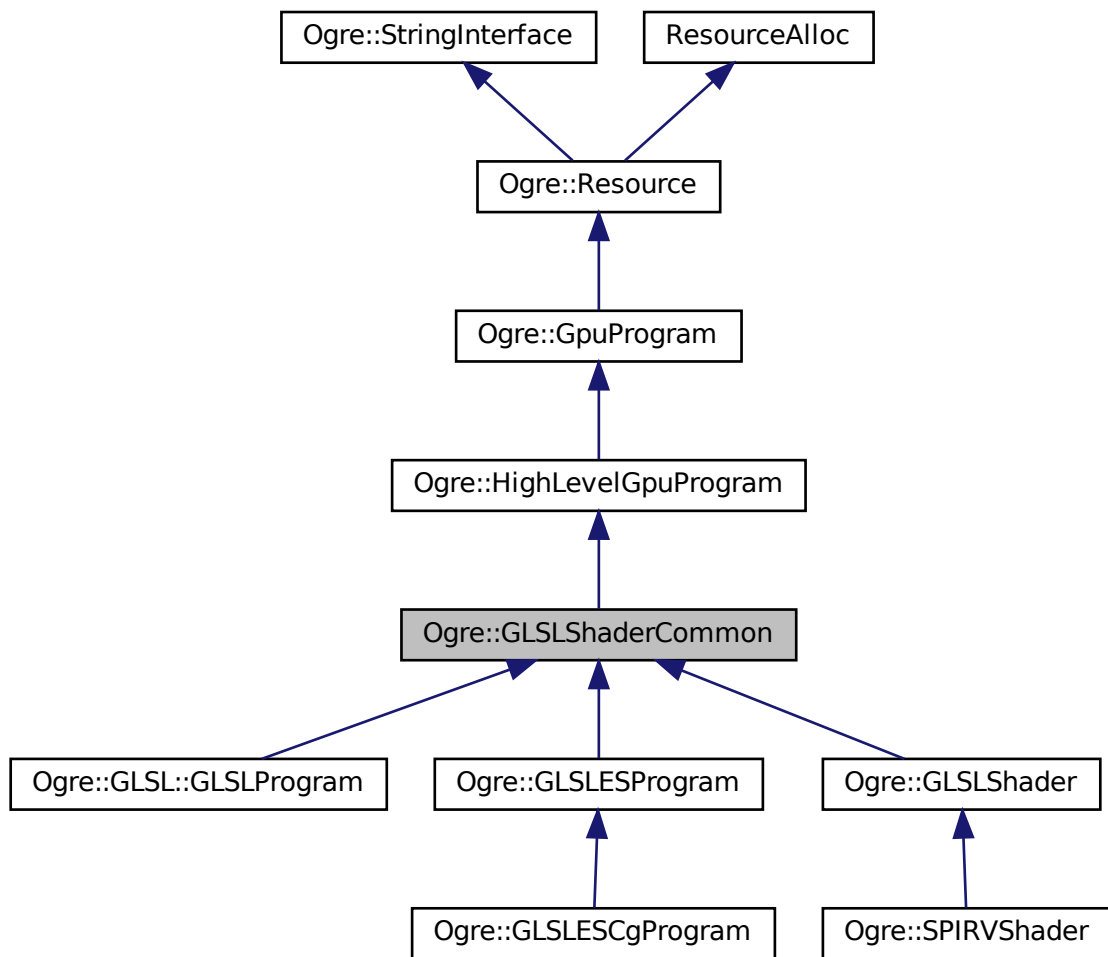 Ogre::StringInterface
ResourceAlloc
Ogre::Resource
Ogre::GpuProgram
Ogre::HighLevelGpuProgram
Ogre::GLSLShaderCommon
Ogre::GLSL::GLSLProgram
Ogre::GLSLESProgram
Ogre::GLSLShader
Ogre::GLSLESCgProgram
Ogre::SPIRVShader